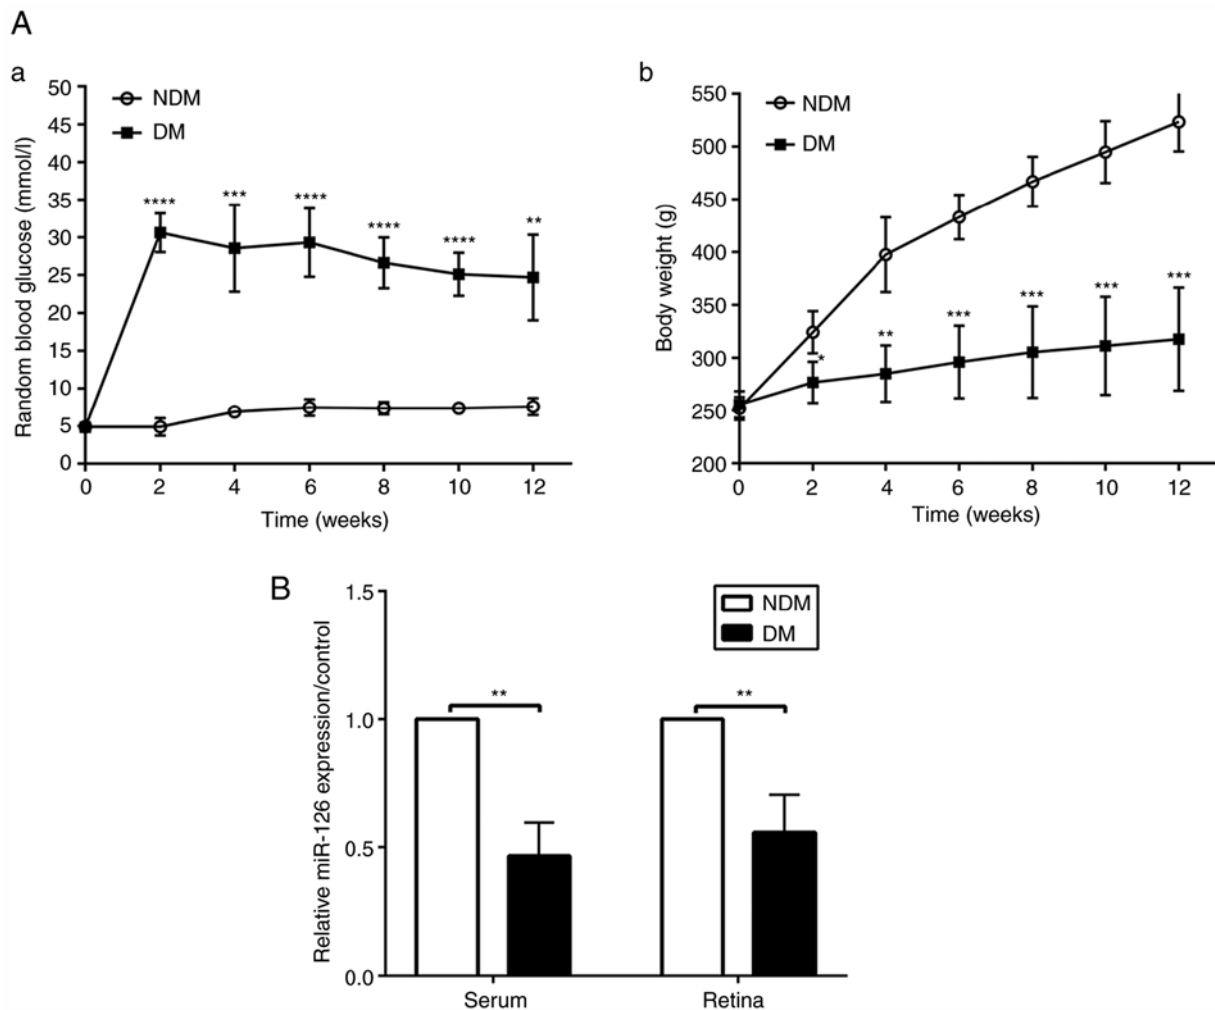 A
a
50
45
40
35
30
25
20
15
10
5
0
Random blood glucose (mmol/l)
NDM
DM
****
***
****
****
****
**
0 2 4 6 8 10 12
Time (weeks)
b
550
500
450
400
350
300
250
200
Body weight (g)
NDM
DM
*
**
***
***
***
***
0 2 4 6 8 10 12
Time (weeks)
B
1.5
1.0
0.5
0.0
Relative miR-126 expression/control
NDM
DM
**
**
Serum Retina